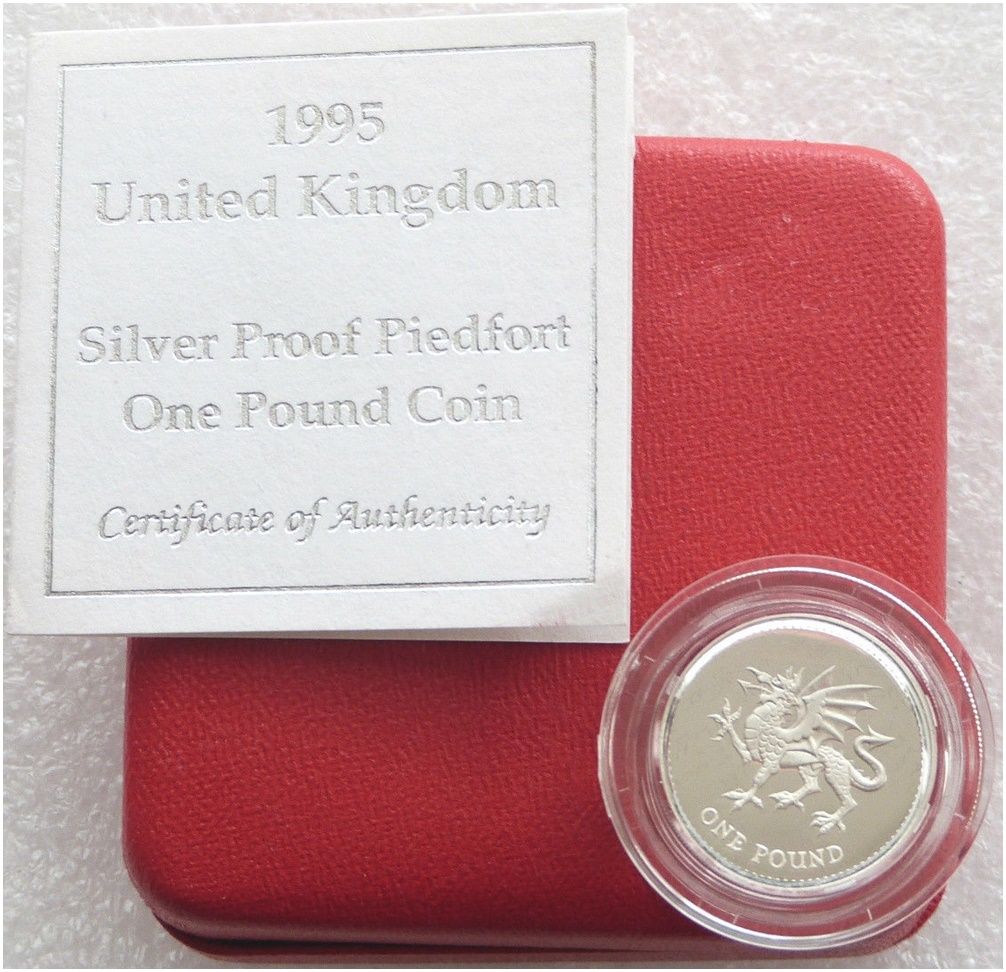 1995
United Kingdom
Silver Proof Piedfort
One Pound Coin
Certificate of Authenticity
ONE POUND